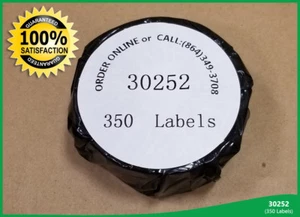 GUARANTEED
100%
SATISFACTION
GUARANTEED
ORDER ONLINE or CALL:(864)349-3708
30252
350 Labels
30252
(350 Labels)